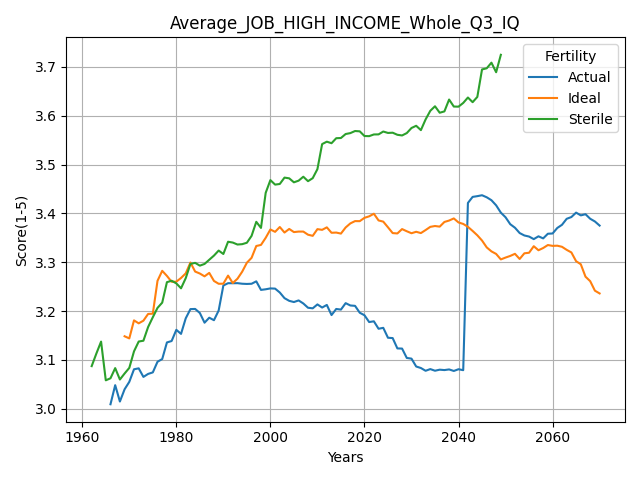 Average_JOB_HIGH_INCOME_Whole_Q3_IQ
Fertility
Actual
Ideal
Sterile
Score(1-5)
3.7
3.6
3.5
3.4
3.3
3.2
3.1
3.0
1960 1980 2000 2020 2040 2060
Years